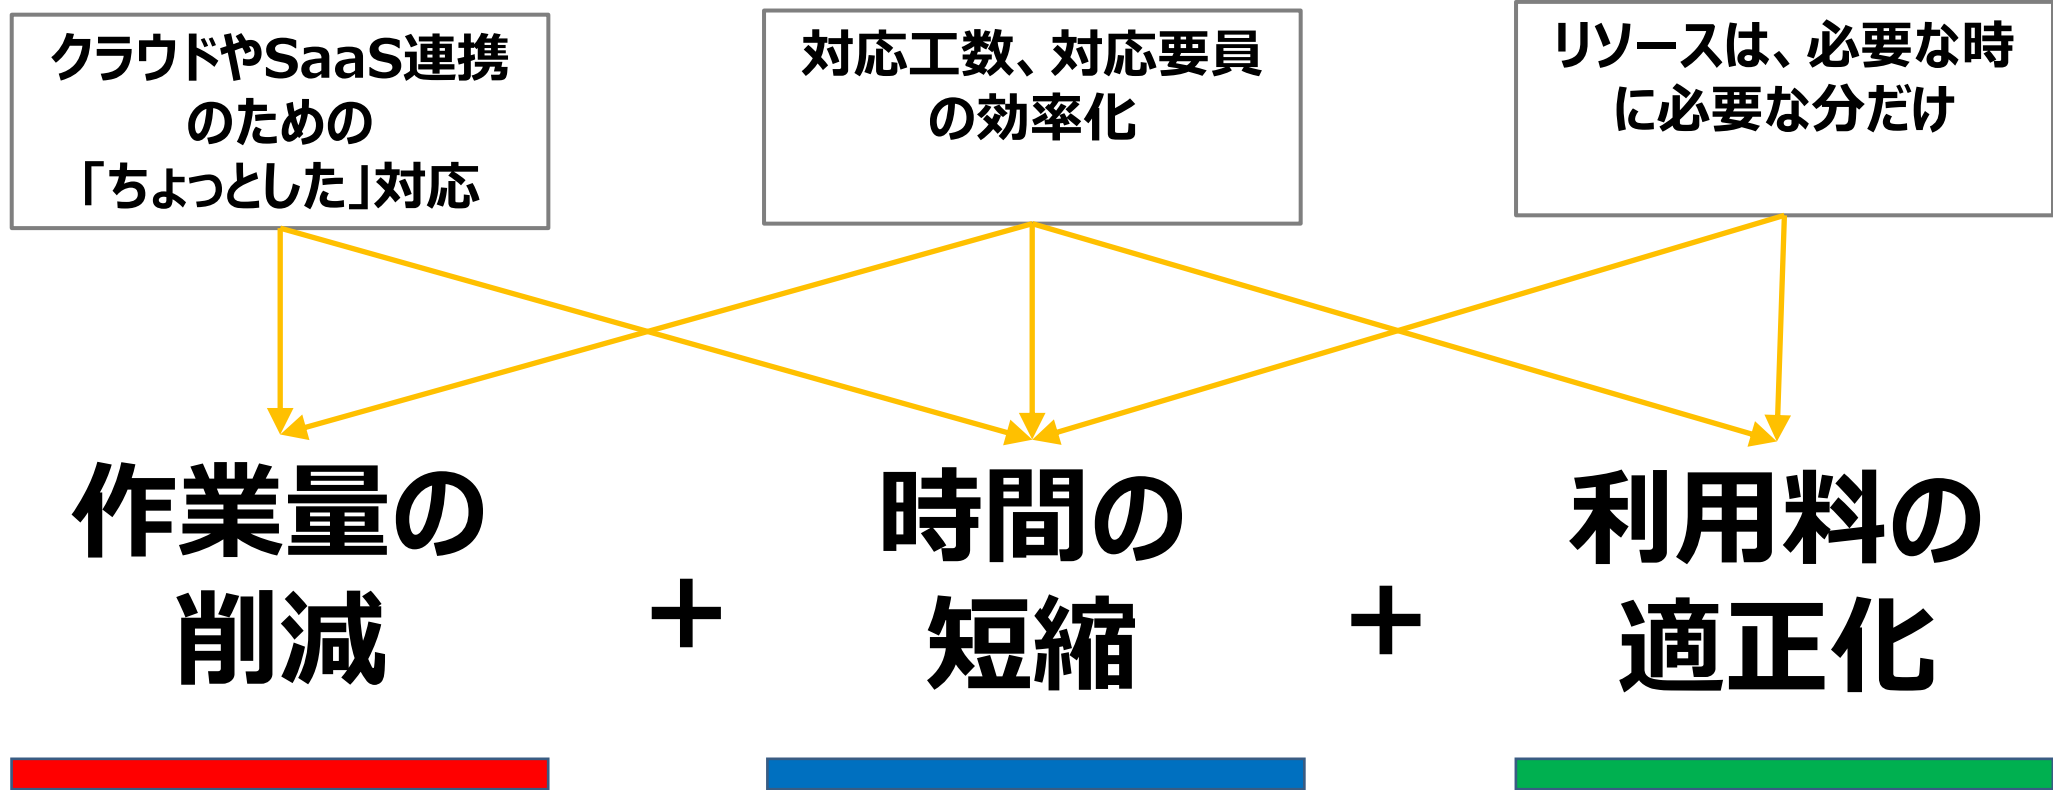 クラウドやSaaS連携
のための
「ちょっとした」対応
対応工数、対応要員
の効率化
リソースは、必要な時
に必要な分だけ
作業量の
削減
+
時間の
短縮
+
利用料の
適正化